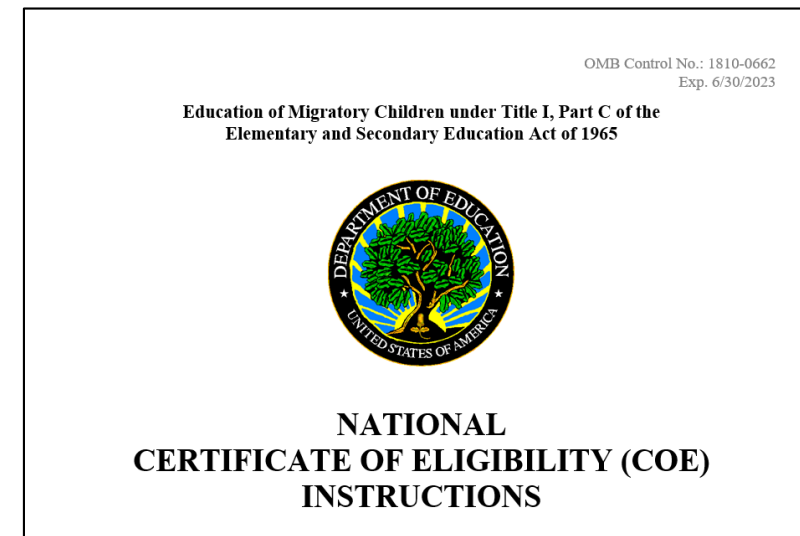 OMB Control No.: 1810-0662
Exp. 6/30/2023
Education of Migratory Children under Title I, Part C of the
Elementary and Secondary Education Act of 1965
DEPARTMENT OF EDUCATION
UNITED STATES OF AMERICA
NATIONAL
CERTIFICATE OF ELIGIBILITY (COE)
INSTRUCTIONS